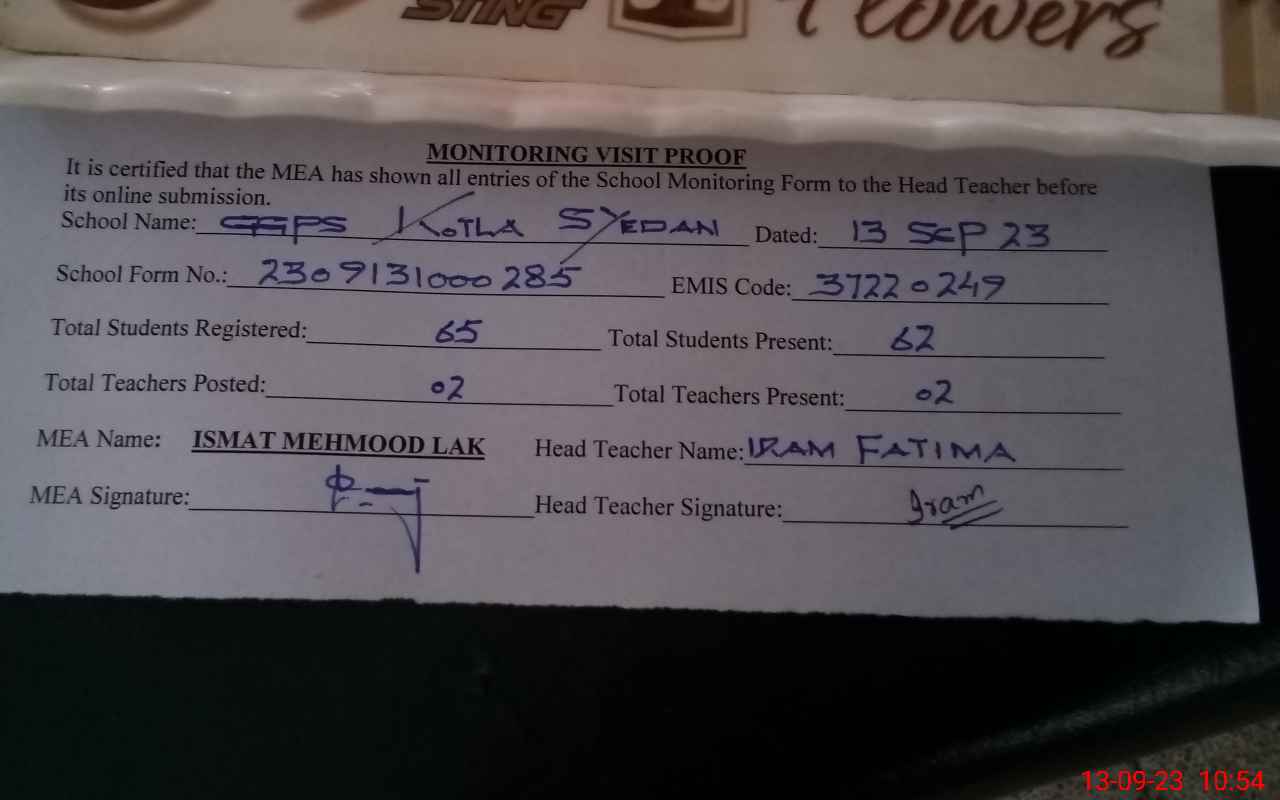 STING
Flowers
MONITORING VISIT PROOF
It is certified that the MEA has shown all entries of the School Monitoring Form to the Head Teacher before
its online submission.
School Name: GGPS KOTLA SYEDAN Dated: 13 SEP 23
School Form No.: 2309131000285 EMIS Code: 37220249
Total Students Registered: 65 Total Students Present: 62
Total Teachers Posted: 02 Total Teachers Present: 02
MEA Name: ISMAT MEHMOOD LAK Head Teacher Name: IRAM FATIMA
MEA Signature: Head Teacher Signature: Iram
13-09-23 10:54